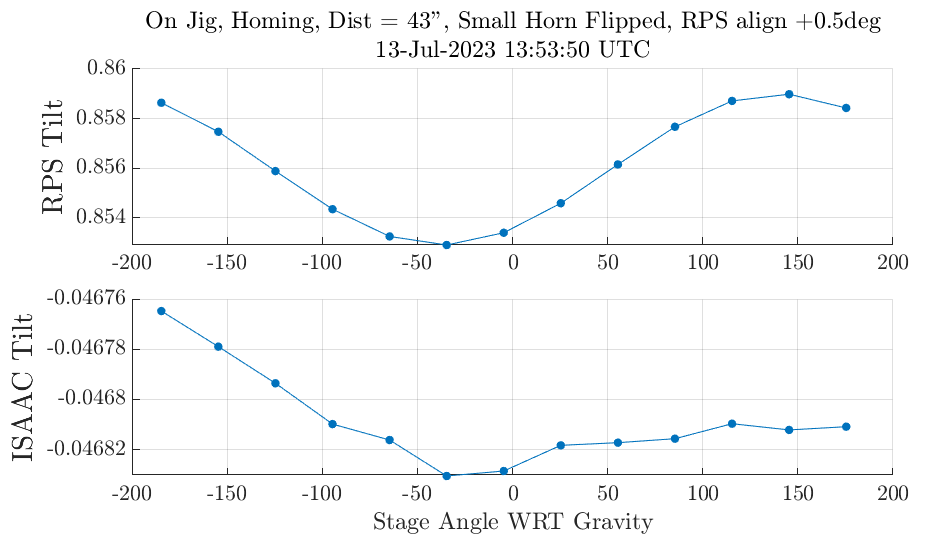 On Jig, Homing, Dist = 43”, Small Horn Flipped, RPS align +0.5deg
13-Jul-2023 13:53:50 UTC
0.86
0.858
0.856
0.854
RPS Tilt
-200 -150 -100 -50 0 50 100 150 200
-0.04676
-0.04678
-0.0468
-0.04682
ISAAC Tilt
-200 -150 -100 -50 0 50 100 150 200
Stage Angle WRT Gravity